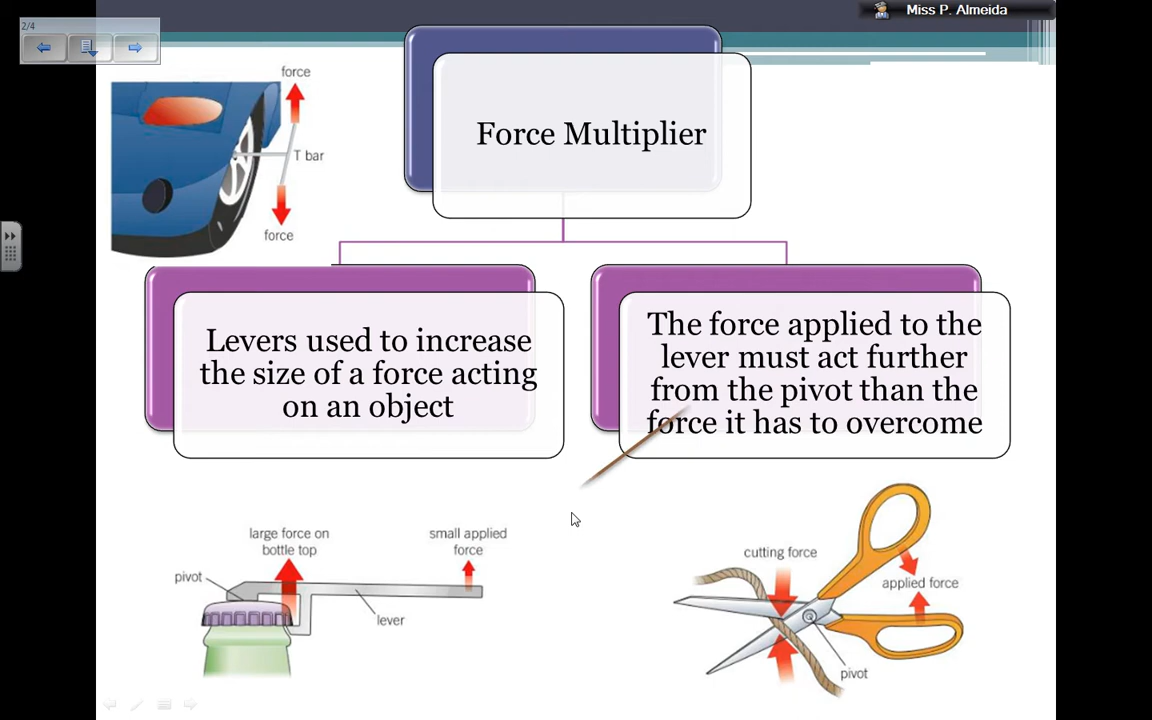 2/4
Miss P. Almeida
force
T bar
force
Force Multiplier
Levers used to increase
the size of a force acting
on an object
The force applied to the
lever must act further
from the pivot than the
force it has to overcome
large force on
bottle top
small applied
force
pivot
lever
cutting force
applied force
pivot